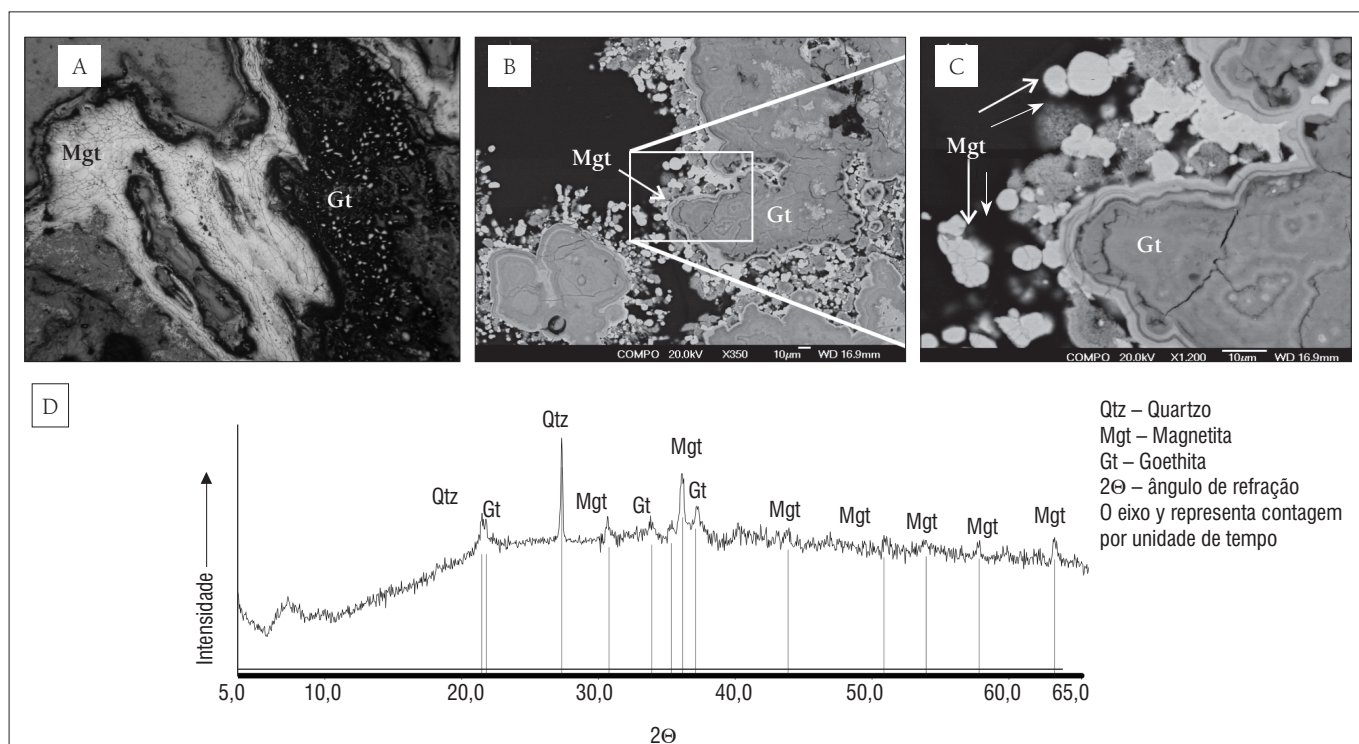 A
Mgt
Gt
B
Mgt
Gt
COMPO 20.0kV X350 10µm WD 16.9mm
C
Mgt
Gt
COMPO 20.0kV X1,200 10µm WD 16.9mm
D
Intensidade
Qtz
Gt
Qtz
Mgt
Gt
Mgt
Gt
Mgt
Mgt
Mgt
Mgt
Mgt
5,0 10,0 20,0 30,0 40,0 50,0 60,0 65,0
2Θ
Qtz – Quartzo
Mgt – Magnetita
Gt – Goethita
2Θ – ângulo de refração
O eixo y representa contagem
por unidade de tempo